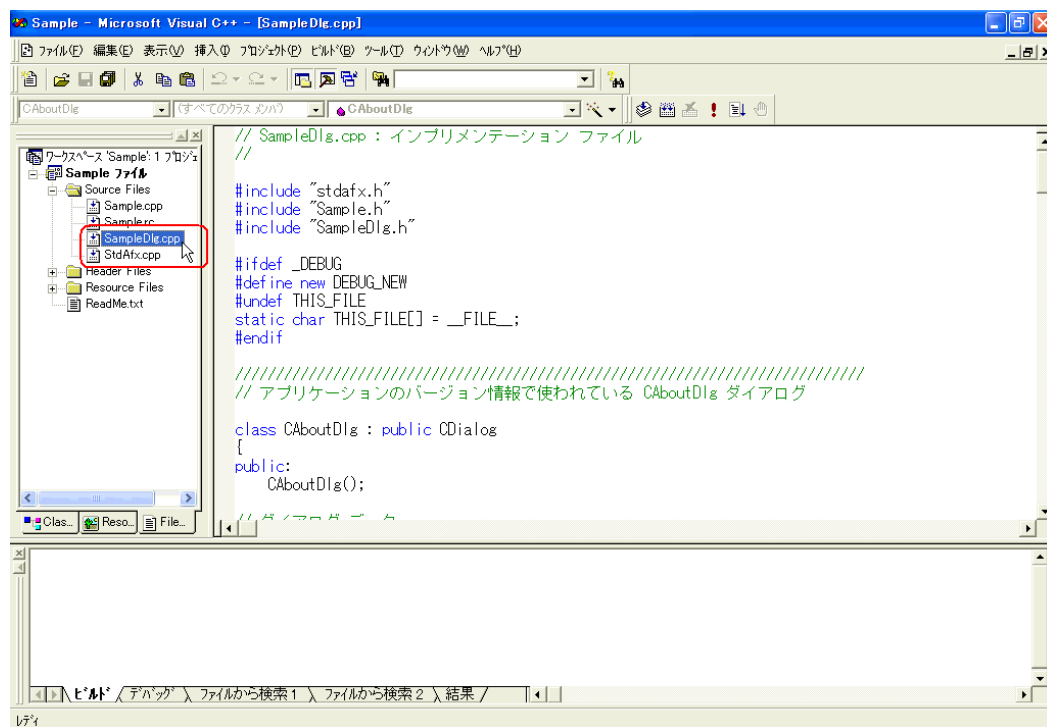 Sample - Microsoft Visual C++ - [SampleDlg.cpp]
ファイル(F) 編集(E) 表示(V) 挿入(I) プロジェクト(P) ビルド(B) ツール(T) ウィンドウ(W) ヘルプ(H)
CAboutDlg (すべてのクラス メンバ) CAboutDlg
ワークスペース 'Sample': 1 プロジェ
Sample ファイル
Source Files
Sample.cpp
Sample.rc
SampleDlg.cpp
StdAfx.cpp
Header Files
Resource Files
ReadMe.txt
Clas... Reso... File...
// SampleDlg.cpp : インプリメンテーション ファイル
//
#include "stdafx.h"
#include "Sample.h"
#include "SampleDlg.h"
#ifdef _DEBUG
#define new DEBUG_NEW
#undef THIS_FILE
static char THIS_FILE[] = __FILE__;
#endif
/////////////////////////////////////////////////////////////////////////////
// アプリケーションのバージョン情報で使われている CAboutDlg ダイアログ
class CAboutDlg : public CDialog
{
public:
CAboutDlg();
// ダイアログ データ
ビルド デバッグ ファイルから検索 1 ファイルから検索 2 結果
レディ